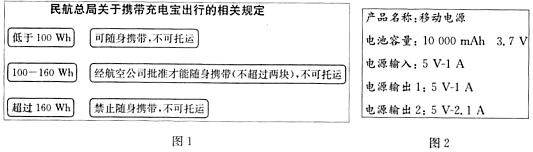 民航总局关于携带充电宝出行的相关规定
低于 100 Wh 可随身携带,不可托运
100—160 Wh 经航空公司批准才能随身携带(不超过两块),不可托运
超过 160 Wh 禁止随身携带,不可托运
图 1
产品名称:移动电源
电池容量:10 000 mAh 3.7 V
电源输入:5 V-1 A
电源输出 1:5 V-1 A
电源输出 2:5 V-2.1 A
图 2